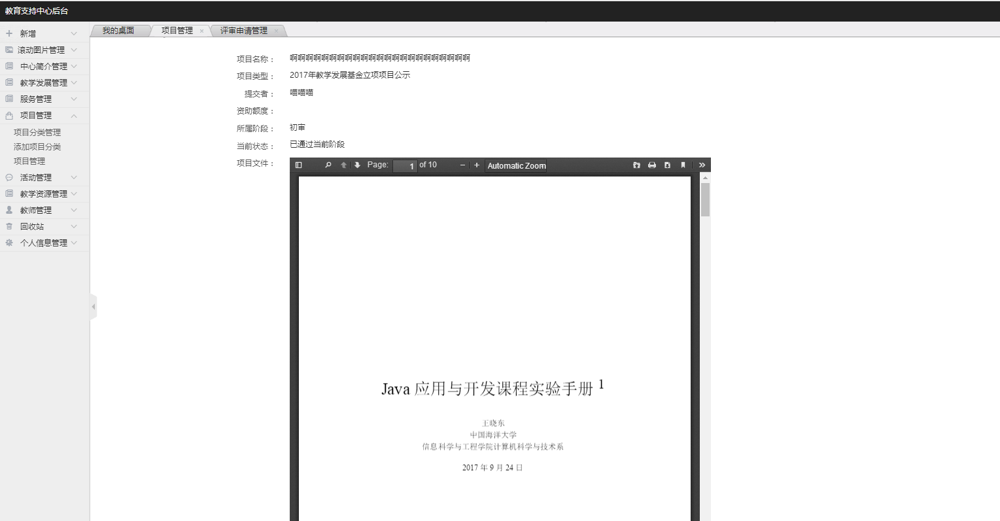 教育支持中心后台
新增
滚动图片管理
中心简介管理
教学发展管理
服务管理
项目管理
项目分类管理
添加项目分类
项目管理
活动管理
教学资源管理
教师管理
回收站
个人信息管理
我的桌面 项目管理 × 评审申请管理 ×
项目名称： 啊啊啊啊啊啊啊啊啊啊啊啊啊啊啊啊啊啊啊啊啊啊啊
项目类型： 2017年教学发展基金立项项目公示
提交者： 喵喵喵
资助额度：
所属阶段： 初审
当前状态： 已通过当前阶段
项目文件：
Page: 1 of 10 − + Automatic Zoom
Java 应用与开发课程实验手册 1
王晓东
中国海洋大学
信息科学与工程学院计算机科学与技术系
2017 年 9 月 24 日